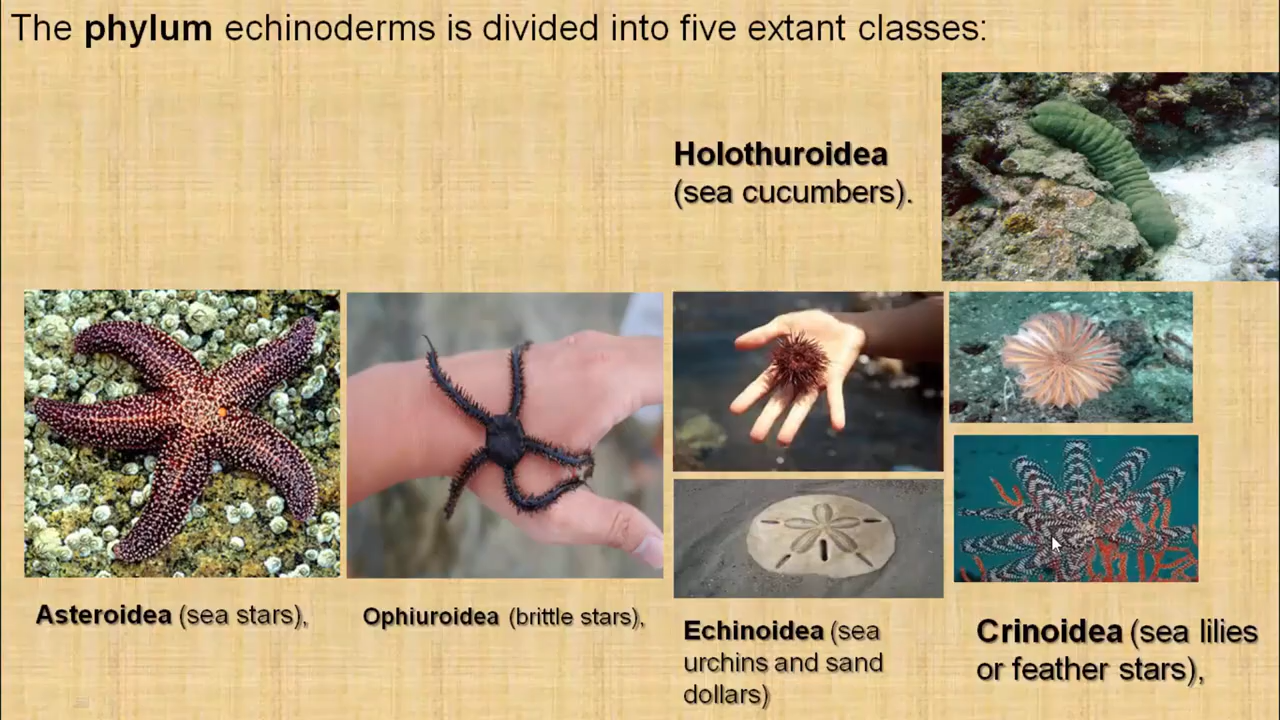 The phylum echinoderms is divided into five extant classes:
Holothuroidea
(sea cucumbers).
Asteroidea (sea stars),
Ophiuroidea (brittle stars),
Echinoidea (sea
urchins and sand
dollars)
Crinoidea (sea lilies
or feather stars),